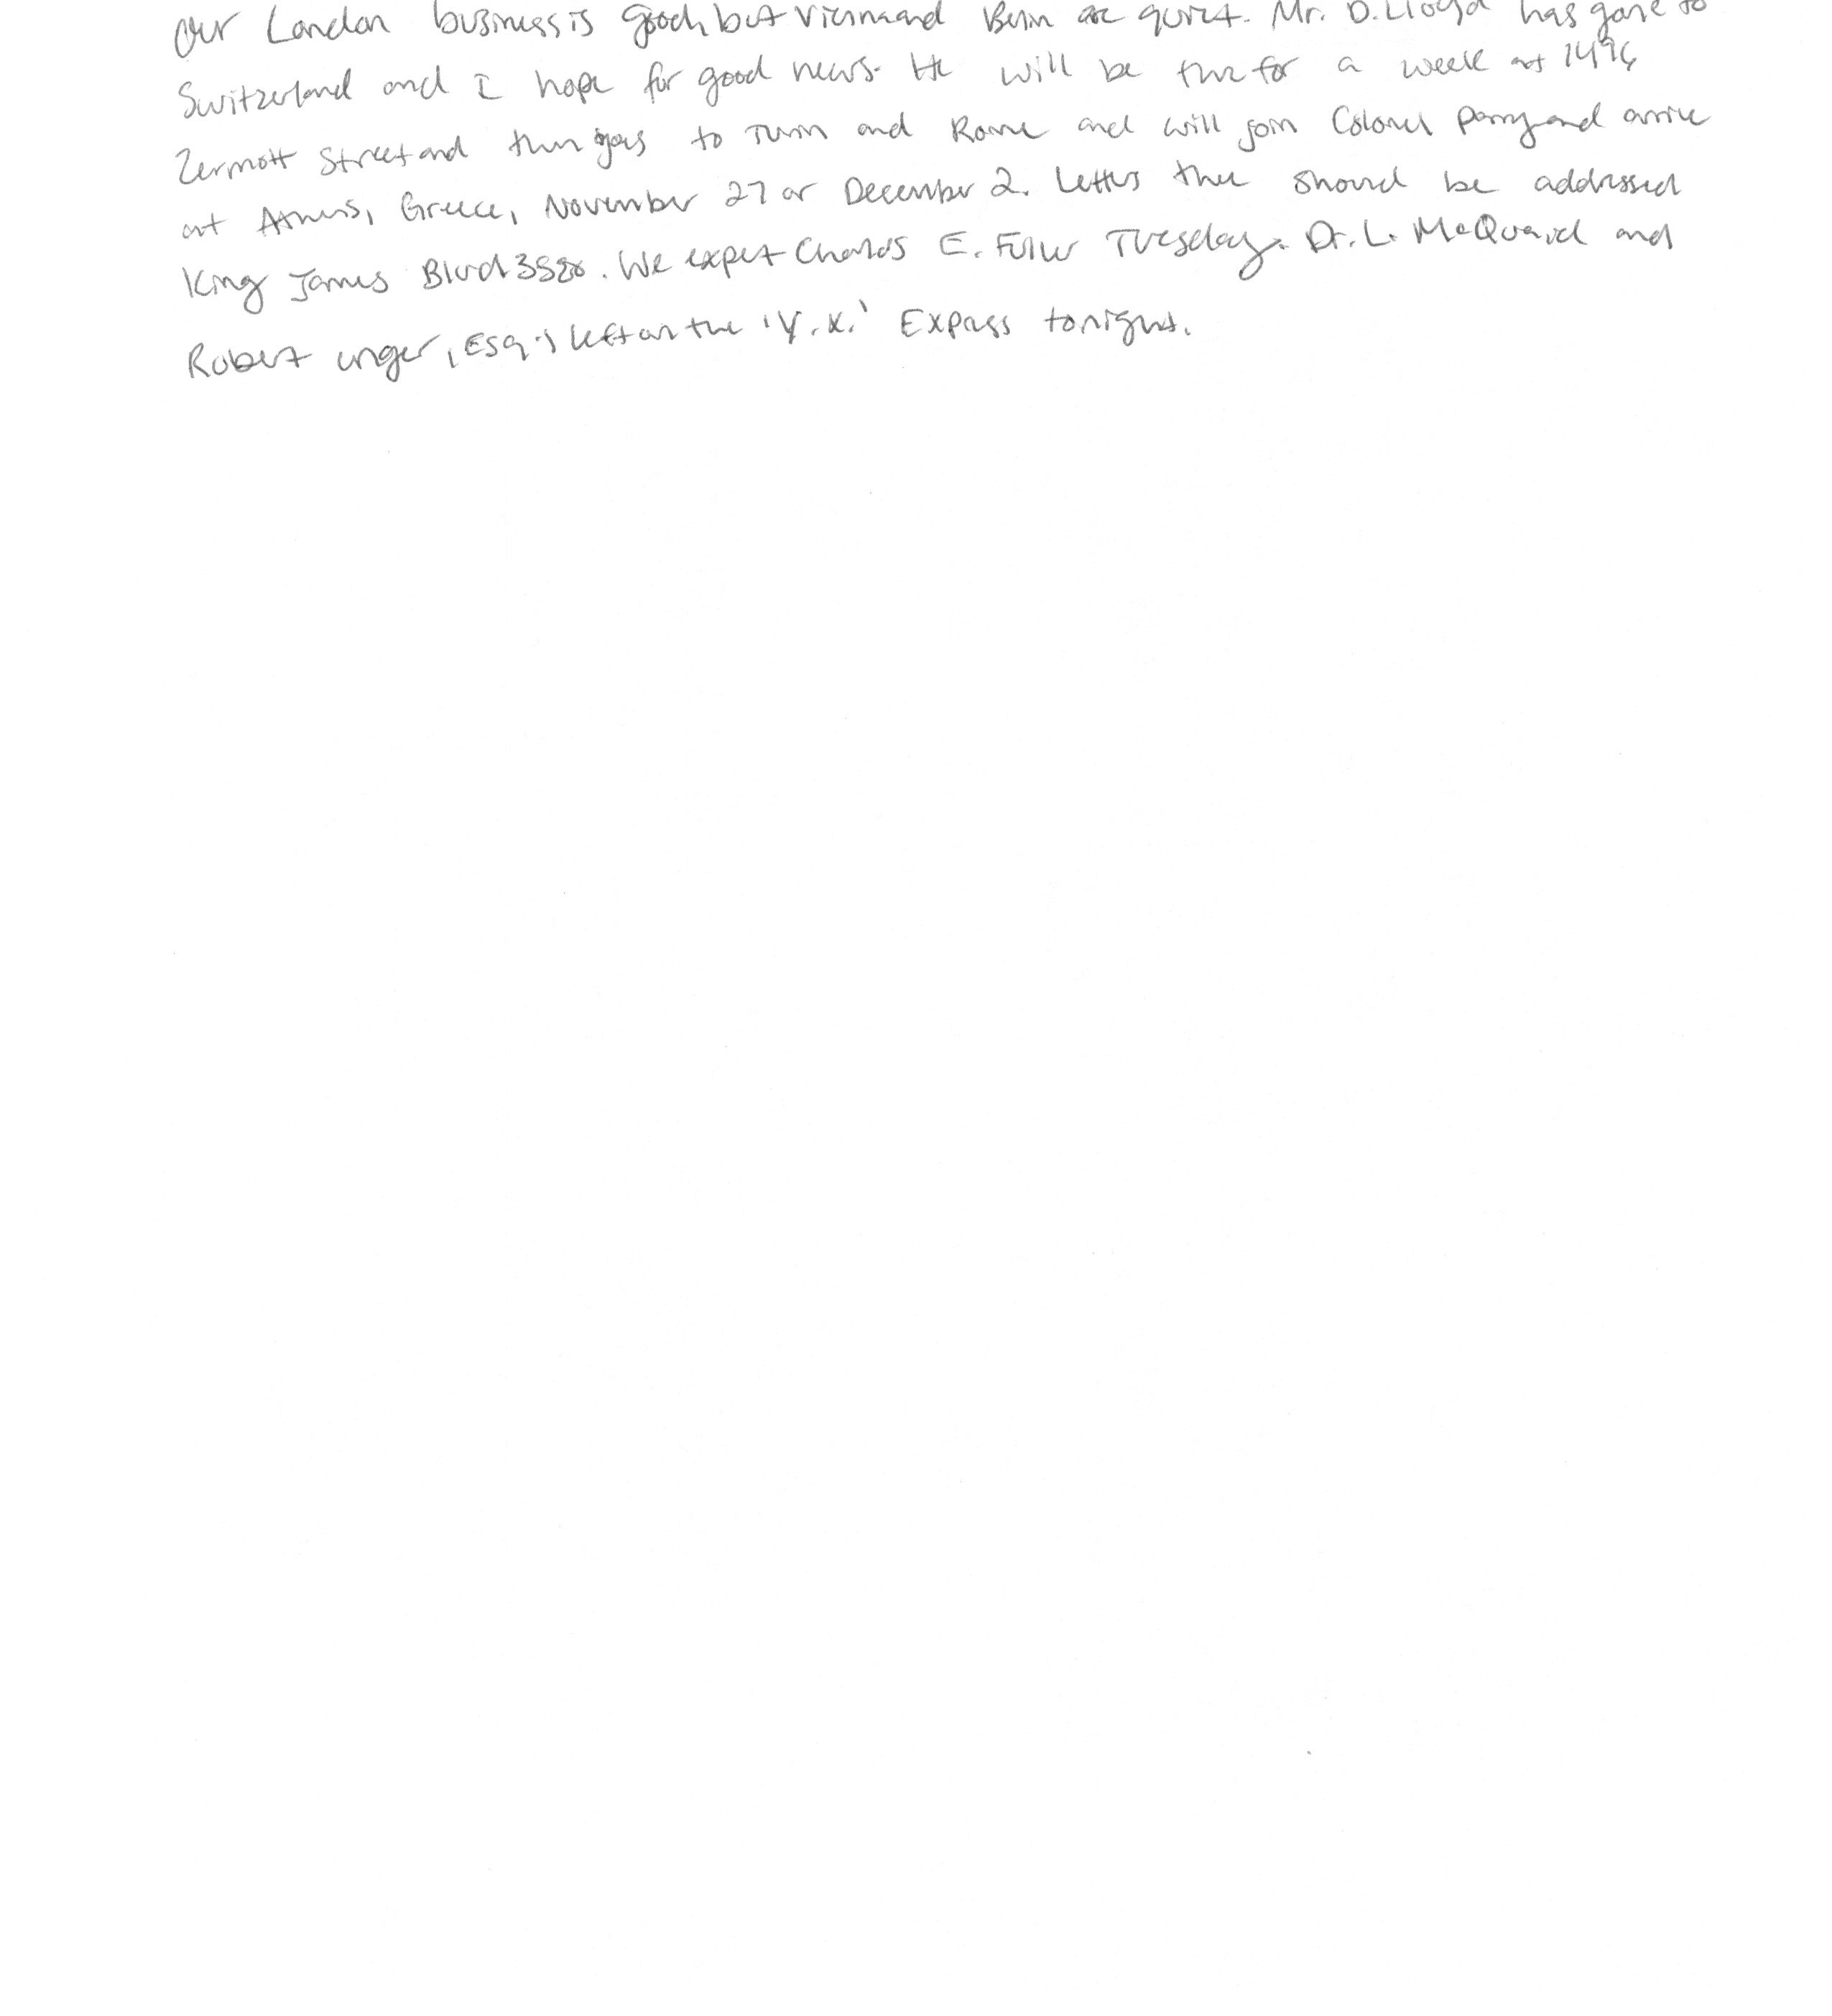 Our London business is good, but Vienna and Berlin are quiet. Mr. D. Lloyd has gone to
Switzerland and I hope for good news. He will be there for a week at 1496
Zermott Street and then goes to Turin and Rome and will join Colonel Parry and arrive
at Athens, Greece, November 27 or December 2. Letters there should be addressed
King James Blvd 3580. We expect Charles E. Fuller Tuesday. Dr. L. McQuaid and
Robert Unger, Esq., left on the 'Y.X.' Express tonight.